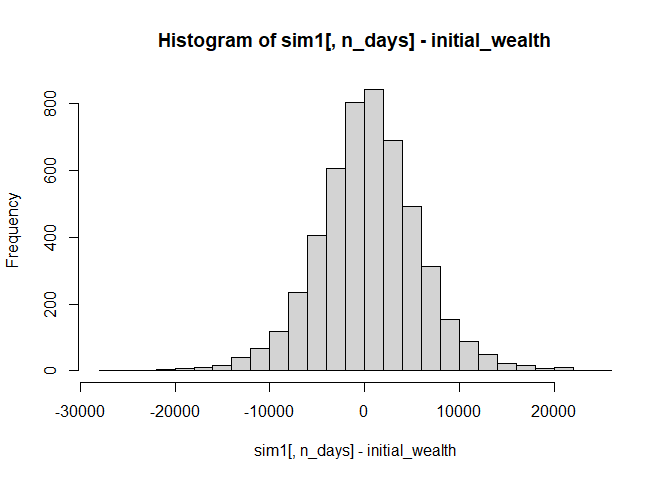 Histogram of sim1[, n_days] - initial_wealth
Frequency
800
600
400
200
0
-30000 -20000 -10000 0 10000 20000
sim1[, n_days] - initial_wealth